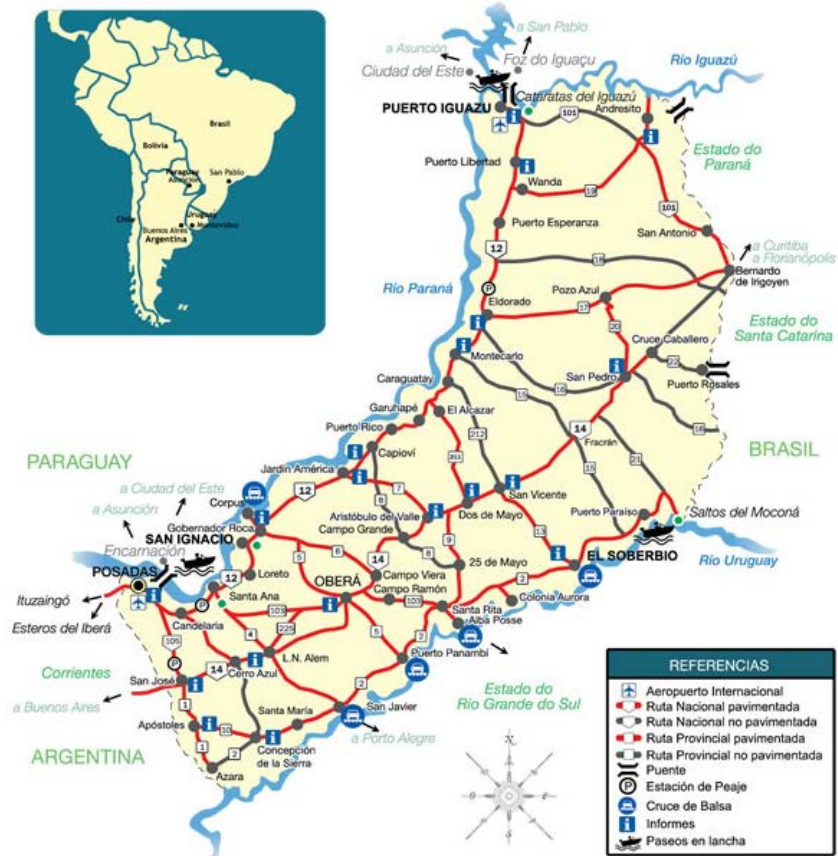 Brasil
Bolivia
Paraguay
Asunción
San Pablo
Chile
Uruguay
Buenos Aires
Montevideo
Argentina
a San Pablo
a Asunción
Foz do Iguaçu
Ciudad del Este
Río Iguazú
Cataratas del Iguazú
PUERTO IGUAZU
101
Andresito
Estado do
Paraná
Puerto Libertad
Wanda
19
101
Puerto Esperanza
San Antonio
12
a Curitiba
a Florianópolis
18
Bernardo
de Irigoyen
Río Paraná
P
Pozo Azul
Eldorado
17
20
Estado do
Santa Catarina
Cruce Caballero
Montecarlo
22
San Pedro
Puerto Rosales
Caraguatay
16
15
Garuhapé
El Alcazar
16
Puerto Rico
212
14
Fracrán
BRASIL
Capioví
21
PARAGUAY
Jardín América
15
a Ciudad del Este
12
7
San Vicente
Corpus
8
Puerto Paraíso
Saltos del Moconá
a Asunción
Aristóbulo del Valle
Dos de Mayo
Gobernador Roca
Campo Grande
13
SAN IGNACIO
14
9
Encarnación
5
6
8
25 de Mayo
EL SOBERBIO
Río Uruguay
POSADAS
12
Loreto
OBERÁ
Campo Viera
2
Ituzaingó
P
Santa Ana
Campo Ramón
103
103
Santa Rita
Colonia Aurora
Esteros del Iberá
Candelaria
4
225
Alba Posse
105
5
2
Corrientes
P
14
L.N. Alem
Puerto Panambí
San José
Cerro Azul
a Buenos Aires
1
2
Estado do
Río Grande do Sul
Santa María
San Javier
Apóstoles
10
a Porto Alegre
ARGENTINA
1
2
Concepción
de la Sierra
Azara
N
O
E
S
REFERENCIAS
Aeropuerto Internacional
Ruta Nacional pavimentada
Ruta Nacional no pavimentada
Ruta Provincial pavimentada
Ruta Provincial no pavimentada
Puente
P Estación de Peaje
Cruce de Balsa
i Informes
Paseos en lancha